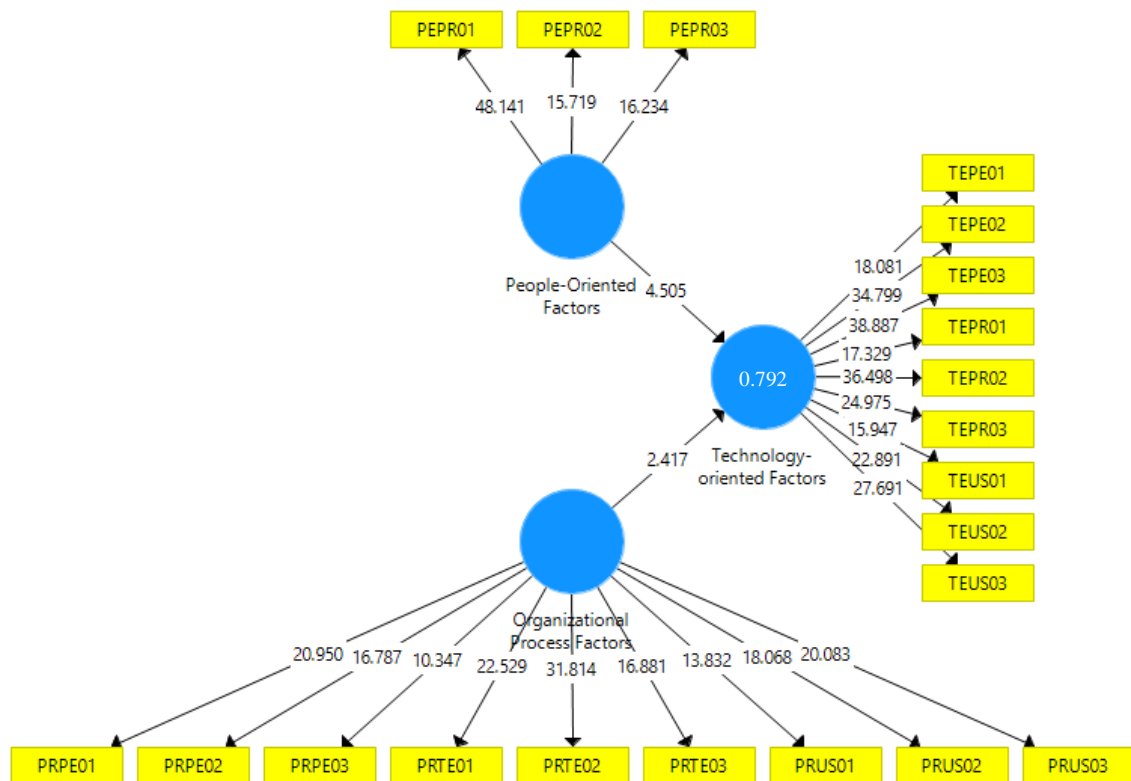 PEPR01
PEPR02
PEPR03
48.141
15.719
16.234
People-Oriented
Factors
4.505
TEPE01
TEPE02
TEPE03
TEPR01
TEPR02
TEPR03
TEUS01
TEUS02
TEUS03
18.081
34.799
38.887
17.329
36.498
24.975
15.947
22.891
27.691
0.792
Technology-
oriented Factors
2.417
Organizational
Process Factors
20.950
16.787
10.347
22.529
31.814
16.881
13.832
18.068
20.083
PRPE01
PRPE02
PRPE03
PRTE01
PRTE02
PRTE03
PRUS01
PRUS02
PRUS03